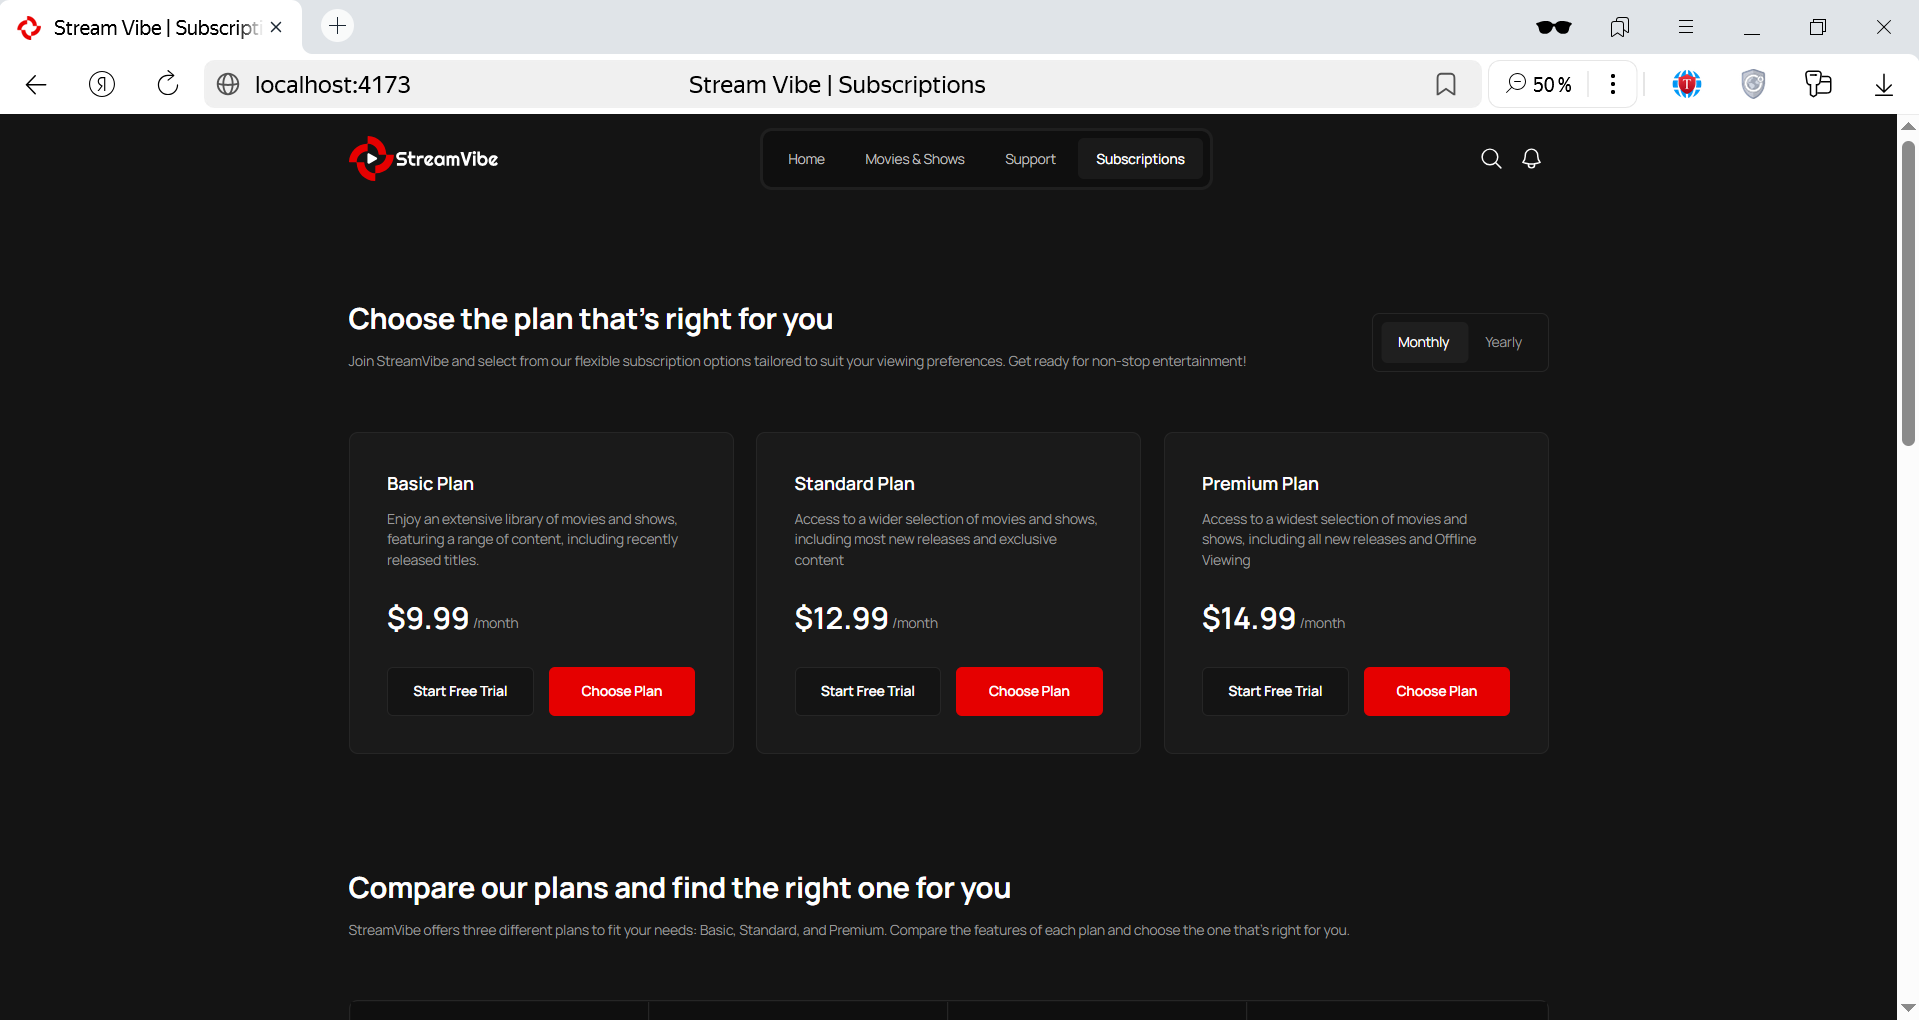 Stream Vibe | Subscripti
localhost:4173
Stream Vibe | Subscriptions
50%
StreamVibe
Home
Movies & Shows
Support
Subscriptions
Choose the plan that's right for you
Join StreamVibe and select from our flexible subscription options tailored to suit your viewing preferences. Get ready for non-stop entertainment!
Monthly
Yearly
Basic Plan
Enjoy an extensive library of movies and shows,
featuring a range of content, including recently
released titles.
$9.99 /month
Start Free Trial
Choose Plan
Standard Plan
Access to a wider selection of movies and shows,
including most new releases and exclusive
content
$12.99 /month
Start Free Trial
Choose Plan
Premium Plan
Access to a widest selection of movies and
shows, including all new releases and Offline
Viewing
$14.99 /month
Start Free Trial
Choose Plan
Compare our plans and find the right one for you
StreamVibe offers three different plans to fit your needs: Basic, Standard, and Premium. Compare the features of each plan and choose the one that's right for you.